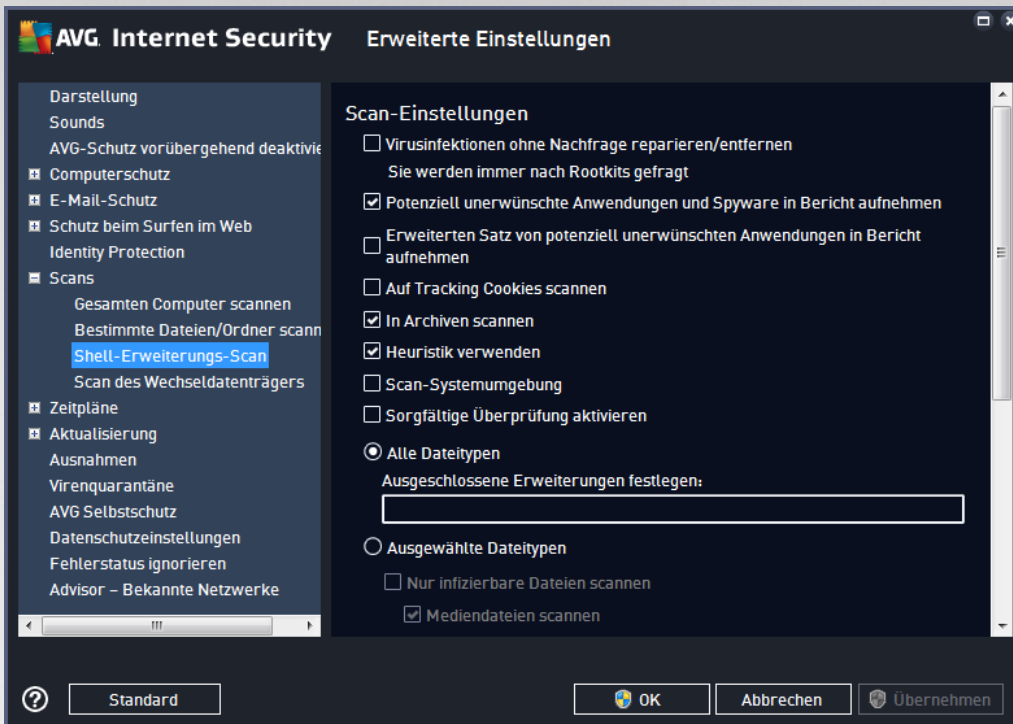 AVG Internet Security Erweiterte Einstellungen
Darstellung
Sounds
AVG-Schutz vorübergehend deaktivie
Computerschutz
E-Mail-Schutz
Schutz beim Surfen im Web
Identity Protection
Scans
Gesamten Computer scannen
Bestimmte Dateien/Ordner scann
Shell-Erweiterungs-Scan
Scan des Wechseldatenträgers
Zeitpläne
Aktualisierung
Ausnahmen
Virenquarantäne
AVG Selbstschutz
Datenschutzeinstellungen
Fehlerstatus ignorieren
Advisor – Bekannte Netzwerke
Scan-Einstellungen
Virusinfektionen ohne Nachfrage reparieren/entfernen
Sie werden immer nach Rootkits gefragt
Potenziell unerwünschte Anwendungen und Spyware in Bericht aufnehmen
Erweiterten Satz von potenziell unerwünschten Anwendungen in Bericht
aufnehmen
Auf Tracking Cookies scannen
In Archiven scannen
Heuristik verwenden
Scan-Systemumgebung
Sorgfältige Überprüfung aktivieren
Alle Dateitypen
Ausgeschlossene Erweiterungen festlegen:
Ausgewählte Dateitypen
Nur infizierbare Dateien scannen
Mediendateien scannen
Standard
OK
Abbrechen
Übernehmen